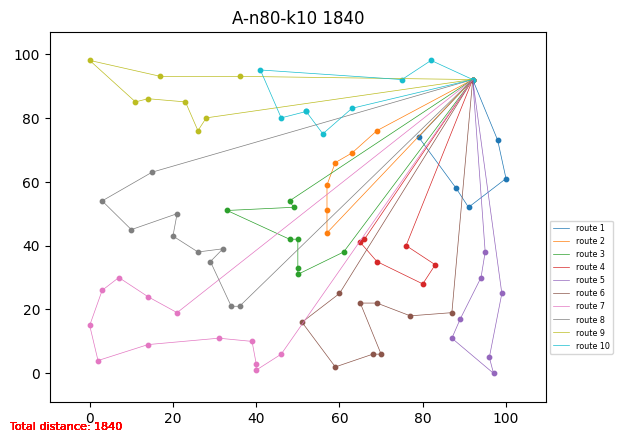 A-n80-k10 1840
100
80
60
40
20
0
0 20 40 60 80 100
route 1
route 2
route 3
route 4
route 5
route 6
route 7
route 8
route 9
route 10
Total distance: 1840